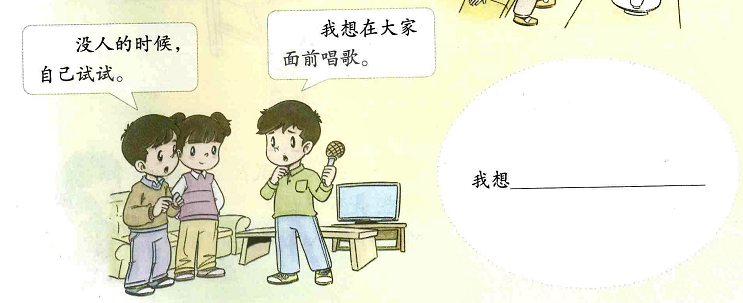 没人的时候，
自己试试。
我想在大家
面前唱歌。
我想